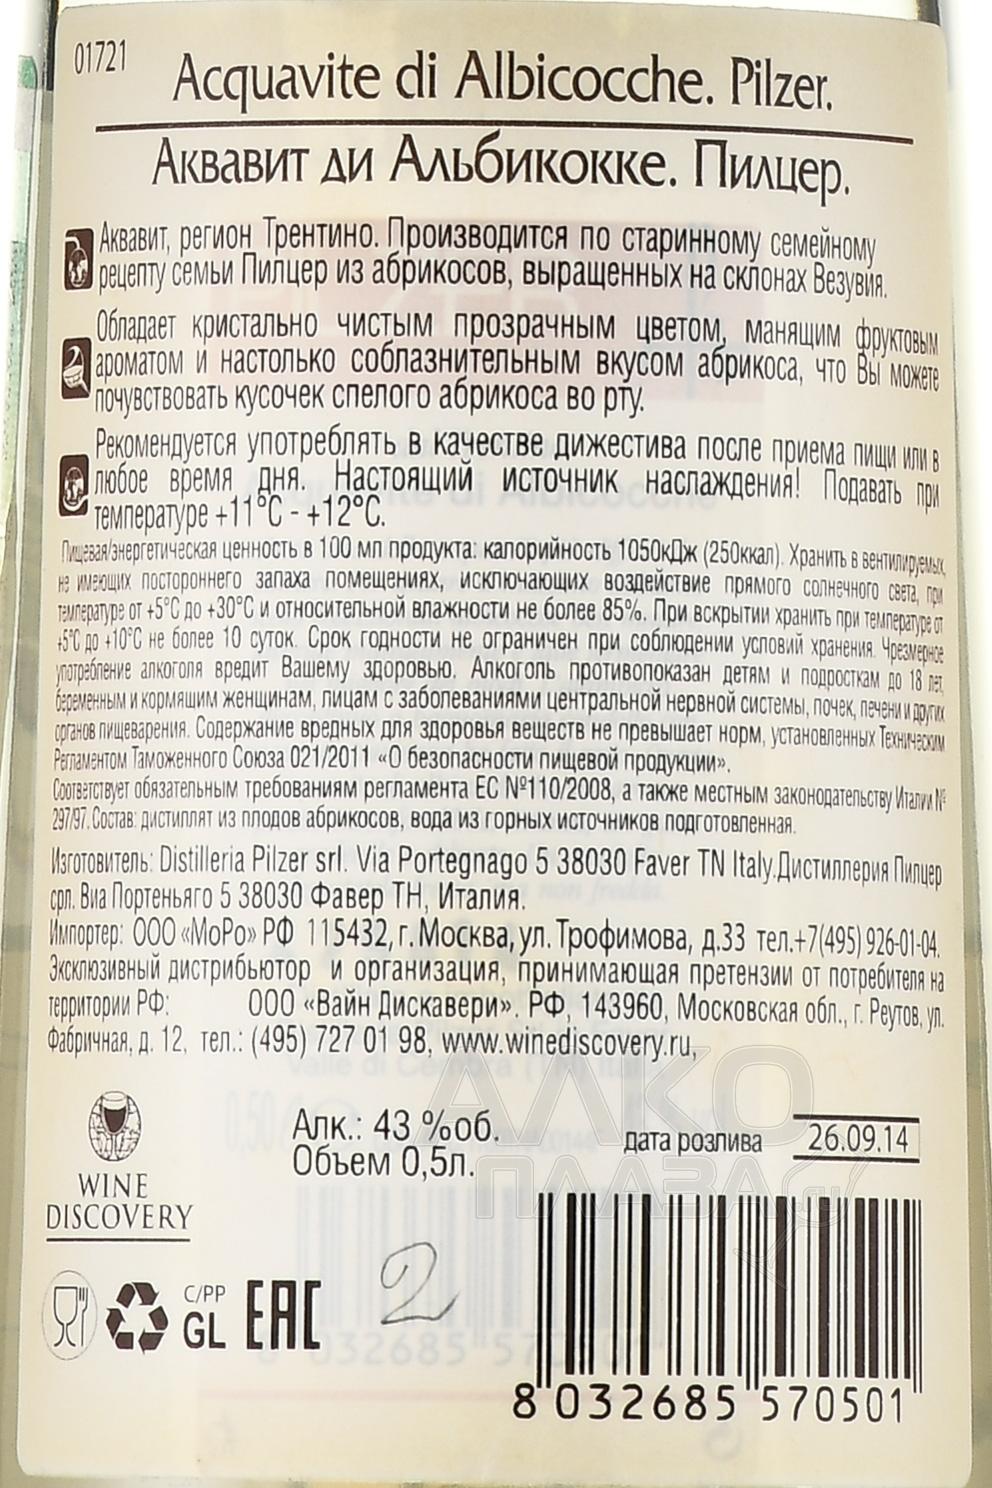 01721
Acquavite di Albicocche. Pilzer.
Аквавит ди Альбикокке. Пилцер.
Аквавит, регион Трентино. Производится по старинному семейному
рецепту семьи Пилцер из абрикосов, выращенных на склонах Везувия.
Обладает кристально чистым прозрачным цветом, манящим фруктовым
ароматом и настолько соблазнительным вкусом абрикоса, что Вы можете
почувствовать кусочек спелого абрикоса во рту.
Рекомендуется употреблять в качестве дижестива после приема пищи или в
любое время дня. Настоящий источник наслаждения! Подавать при
температуре +11°С - +12°С.
Пищевая/энергетическая ценность в 100 мл продукта: калорийность 1050кДж (250ккал). Хранить в вентилируемых,
не имеющих постороннего запаха помещениях, исключающих воздействие прямого солнечного света, при
температуре от +5°С до +30°С и относительной влажности не более 85%. При вскрытии хранить при температуре от
+5°С до +10°С не более 10 суток. Срок годности не ограничен при соблюдении условий хранения. Чрезмерное
употребление алкоголя вредит Вашему здоровью. Алкоголь противопоказан детям и подросткам до 18 лет,
беременным и кормящим женщинам, лицам с заболеваниями центральной нервной системы, почек, печени и других
органов пищеварения. Содержание вредных для здоровья веществ не превышает норм, установленных Техническим
Регламентом Таможенного Союза 021/2011 «О безопасности пищевой продукции».
Соответствует обязательным требованиям регламента ЕС №110/2008, а также местным законодательству Италии №
297/97. Состав: дистиллят из плодов абрикосов, вода из горных источников подготовленная.
Изготовитель: Distilleria Pilzer srl. Via Portegnago 5 38030 Faver TN Italy.Дистиллерия Пилцер
срл. Виа Портеньяго 5 38030 Фавер ТН, Италия.
Импортер: ООО «МоРо» РФ 115432, г. Москва, ул. Трофимова, д.33 тел.+7(495) 926-01-04.
Эксклюзивный дистрибьютор и организация, принимающая претензии от потребителя на
территории РФ: ООО «Вайн Дискавери». РФ, 143960, Московская обл., г. Реутов, ул.
Фабричная, д. 12, тел.: (495) 727 01 98, www.winediscovery.ru,
Алк.: 43 %об.
Объем 0,5л.
дата розлива 26.09.14
WINE
DISCOVERY
АЛКО
ПЛАЗА.ru
C/PP
GL
EAC
2
8 032685 570501